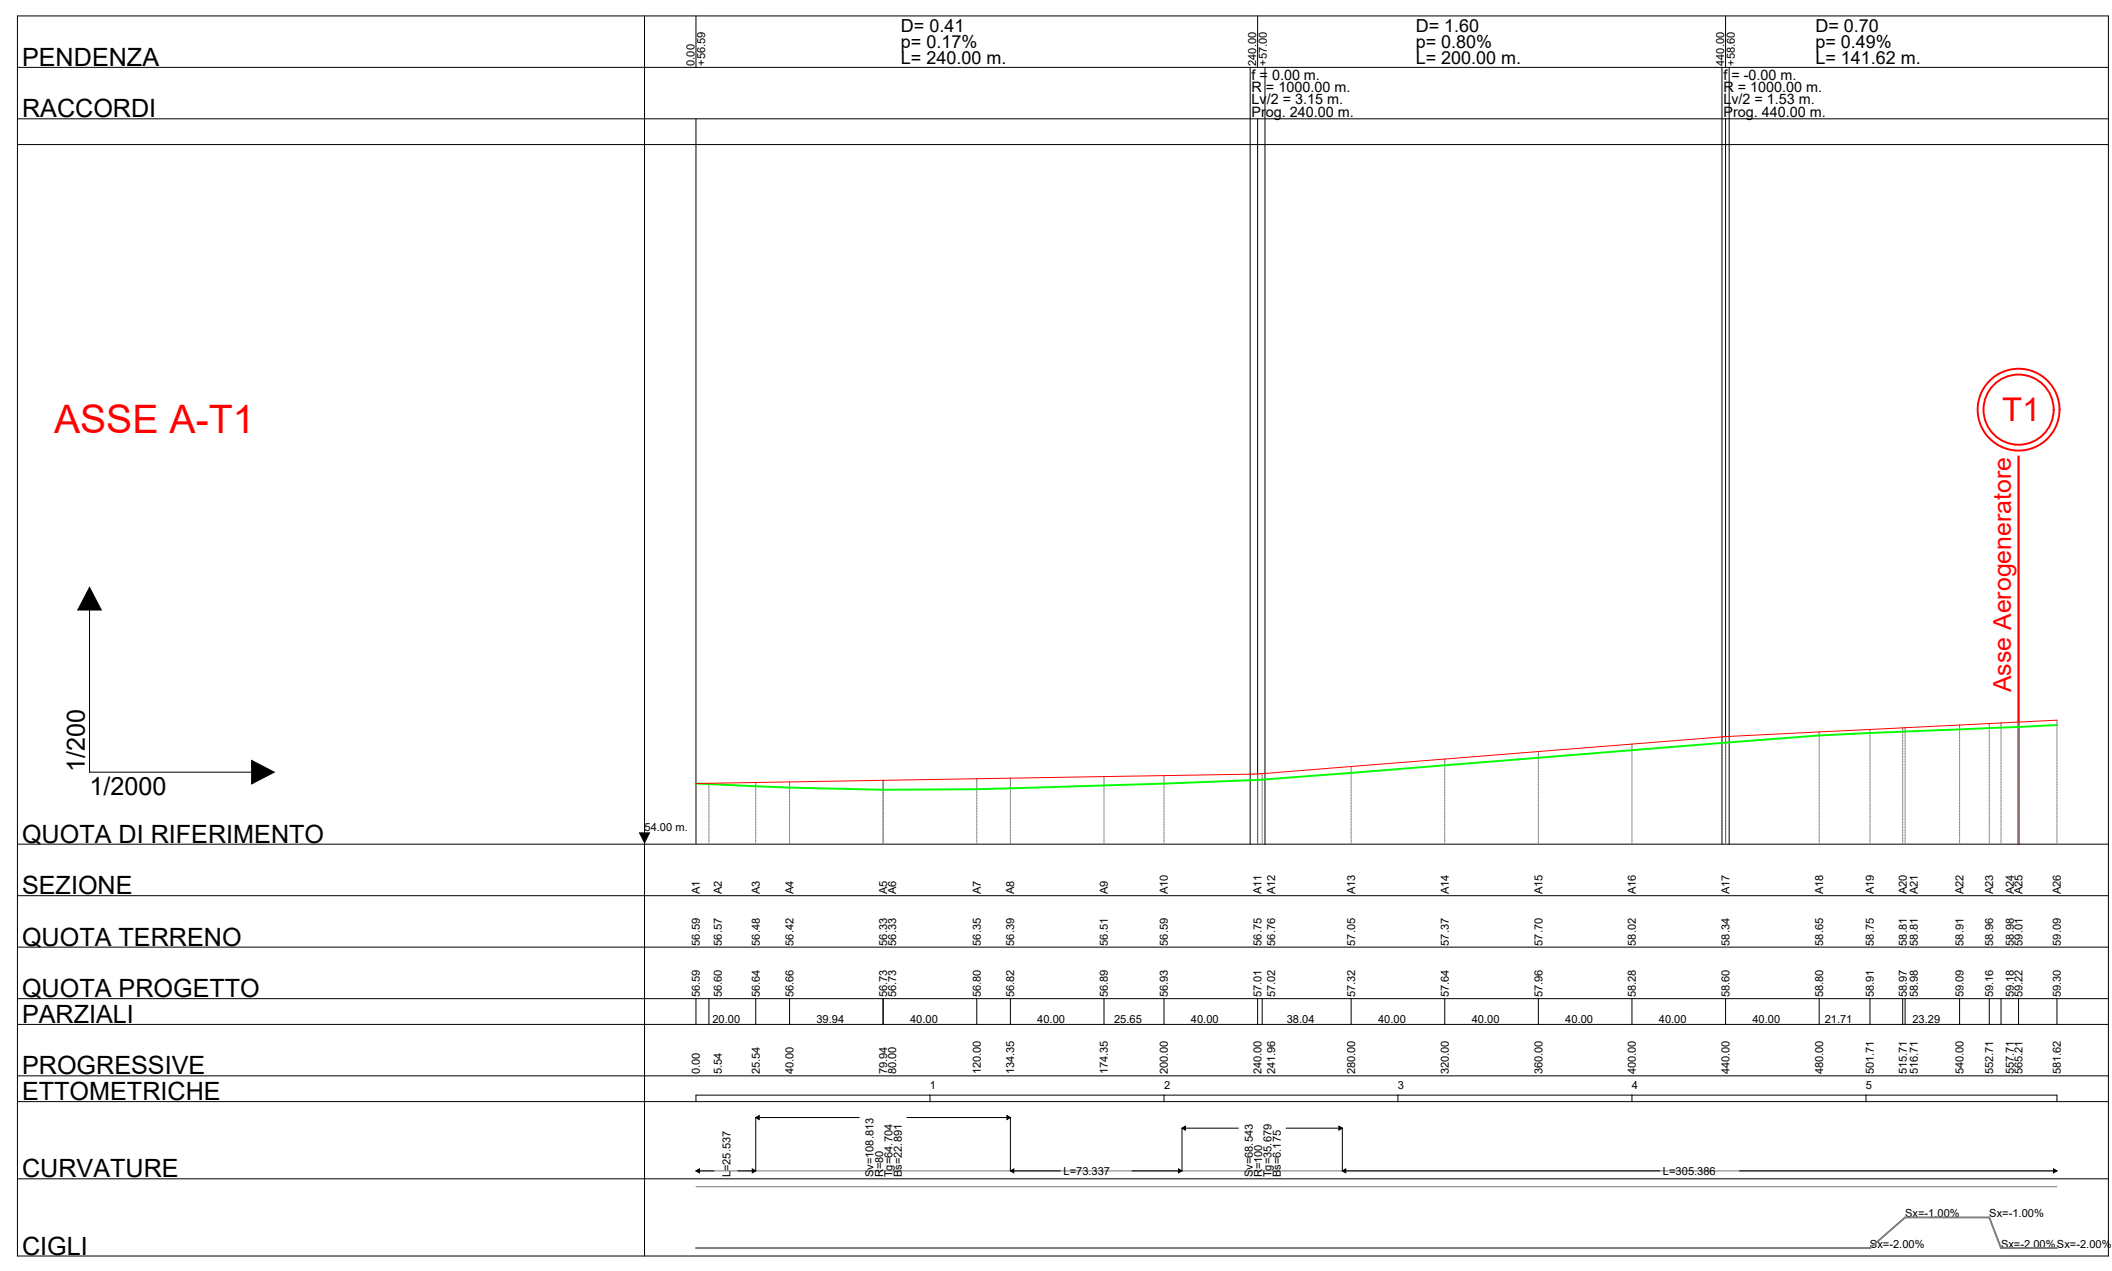 PENDENZA
0.00
+56.59
D= 0.41
p= 0.17%
L= 240.00 m.
240.00
+57.00
D= 1.60
p= 0.80%
L= 200.00 m.
440.00
+58.60
D= 0.70
p= 0.49%
L= 141.62 m.
RACCORDI
f = 0.00 m.
R = 1000.00 m.
Lv/2 = 3.15 m.
Prog. 240.00 m.
f = -0.00 m.
R = 1000.00 m.
Lv/2 = 1.53 m.
Prog. 440.00 m.
ASSE A-T1
T1
Asse Aerogeneratore
1/200
1/2000
QUOTA DI RIFERIMENTO
54.00 m.
SEZIONE
A1 A2 A3 A4 A5 A6 A7 A8 A9 A10 A11 A12 A13 A14 A15 A16 A17 A18 A19 A20 A21 A22 A23 A24 A25 A26
QUOTA TERRENO
56.59 56.57 56.48 56.42 56.33 56.33 56.35 56.39 56.51 56.59 56.75 56.76 57.05 57.37 57.70 58.02 58.34 58.65 58.75 58.81 58.81 58.91 58.96 58.98 59.01 59.09
QUOTA PROGETTO
56.59 56.60 56.64 56.66 56.73 56.73 56.80 56.82 56.89 56.93 57.01 57.02 57.32 57.64 57.96 58.28 58.60 58.80 58.91 58.97 58.98 59.09 59.16 59.18 59.22 59.30
PARZIALI
20.00 39.94 40.00 40.00 25.65 40.00 38.04 40.00 40.00 40.00 40.00 40.00 21.71 23.29
PROGRESSIVE
0.00 5.54 25.54 40.00 79.94 80.00 120.00 134.35 174.35 200.00 240.00 241.96 280.00 320.00 360.00 400.00 440.00 480.00 501.71 515.71 516.71 540.00 552.71 557.71 565.21 581.62
ETTOMETRICHE
1 2 3 4 5
CURVATURE
L=25.537
Sv=108.813
R=80
Tg=64.704
Bs=22.891
L=73.337
Sv=68.543
R=100
Tg=35.679
Bs=6.175
L=305.386
CIGLI
Sx=-2.00%
Sx=-1.00%
Sx=-1.00%
Sx=-2.00%
Sx=-2.00%